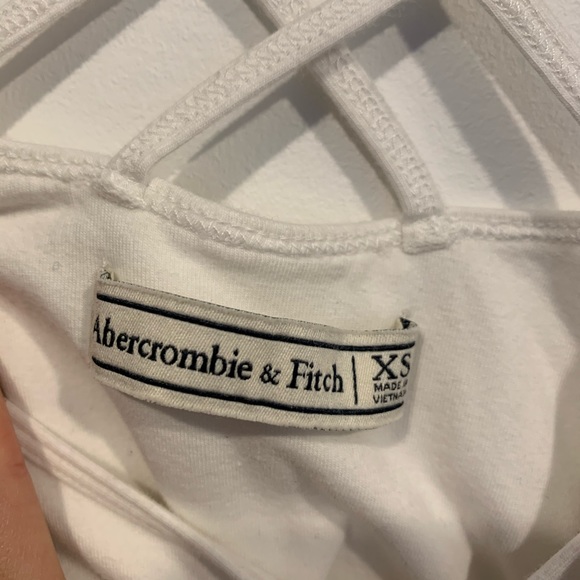 Abercrombie & Fitch
XS
MADE IN
VIETNAM